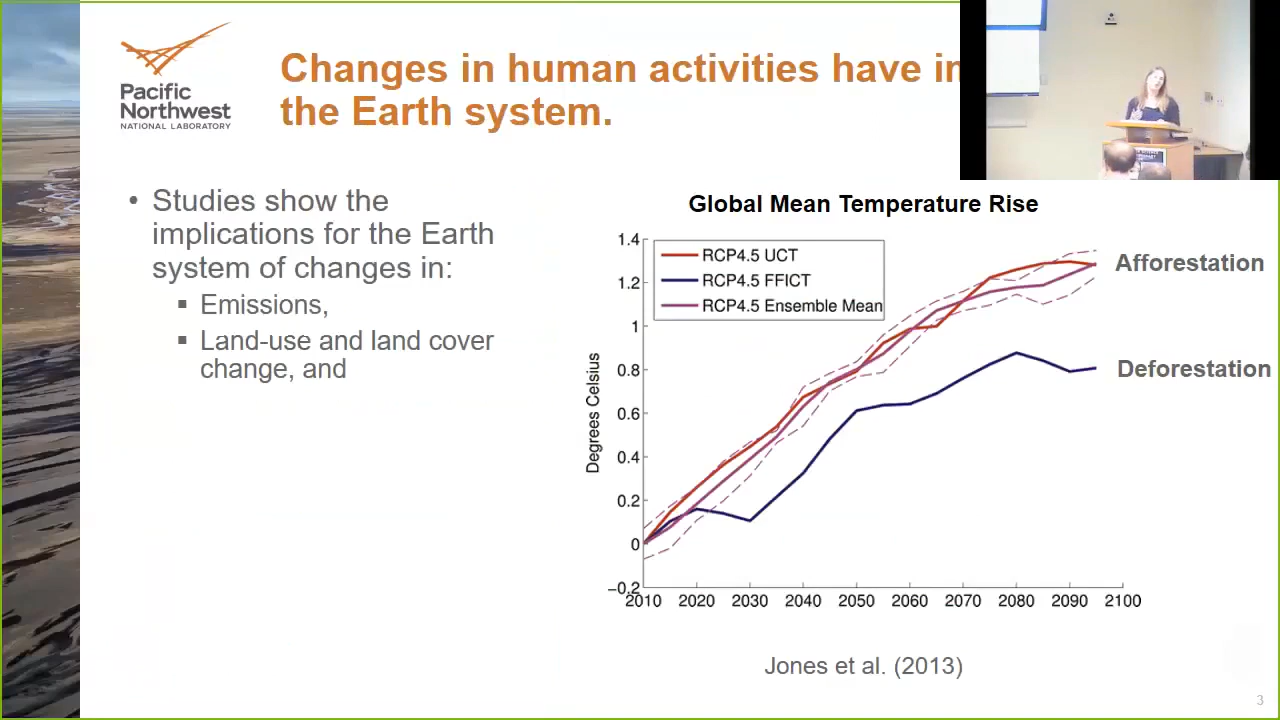 Pacific
Northwest
NATIONAL LABORATORY
Changes in human activities have
the Earth system.
• Studies show the
implications for the Earth
system of changes in:
▪ Emissions,
▪ Land-use and land cover
change, and
Global Mean Temperature Rise
1.4
1.2
1
0.8
0.6
0.4
0.2
0
−0.2
Degrees Celsius
RCP4.5 UCT
RCP4.5 FFICT
RCP4.5 Ensemble Mean
Afforestation
Deforestation
2010 2020 2030 2040 2050 2060 2070 2080 2090 2100
Jones et al. (2013)
3